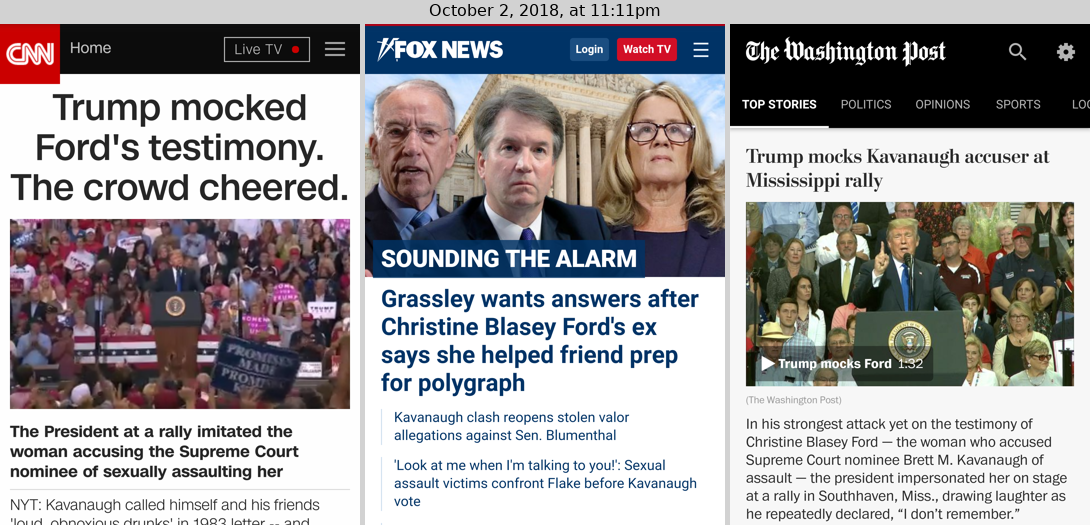 October 2, 2018, at 11:11pm
CNN
Home
Live TV
Trump mocked
Ford's testimony.
The crowd cheered.
PROMISES
MADE
PROMISES
The President at a rally imitated the
woman accusing the Supreme Court
nominee of sexually assaulting her
NYT: Kavanaugh called himself and his friends
'loud, obnoxious drunks' in 1983 letter -- and
FOX NEWS
Login
Watch TV
SOUNDING THE ALARM
Grassley wants answers after
Christine Blasey Ford's ex
says she helped friend prep
for polygraph
Kavanaugh clash reopens stolen valor
allegations against Sen. Blumenthal
'Look at me when I'm talking to you!': Sexual
assault victims confront Flake before Kavanaugh
vote
The Washington Post
TOP STORIES
POLITICS
OPINIONS
SPORTS
LOC
Trump mocks Kavanaugh accuser at
Mississippi rally
Trump mocks Ford 1:32
(The Washington Post)
In his strongest attack yet on the testimony of
Christine Blasey Ford — the woman who accused
Supreme Court nominee Brett M. Kavanaugh of
assault — the president impersonated her on stage
at a rally in Southhaven, Miss., drawing laughter as
he repeatedly declared, “I don't remember.”